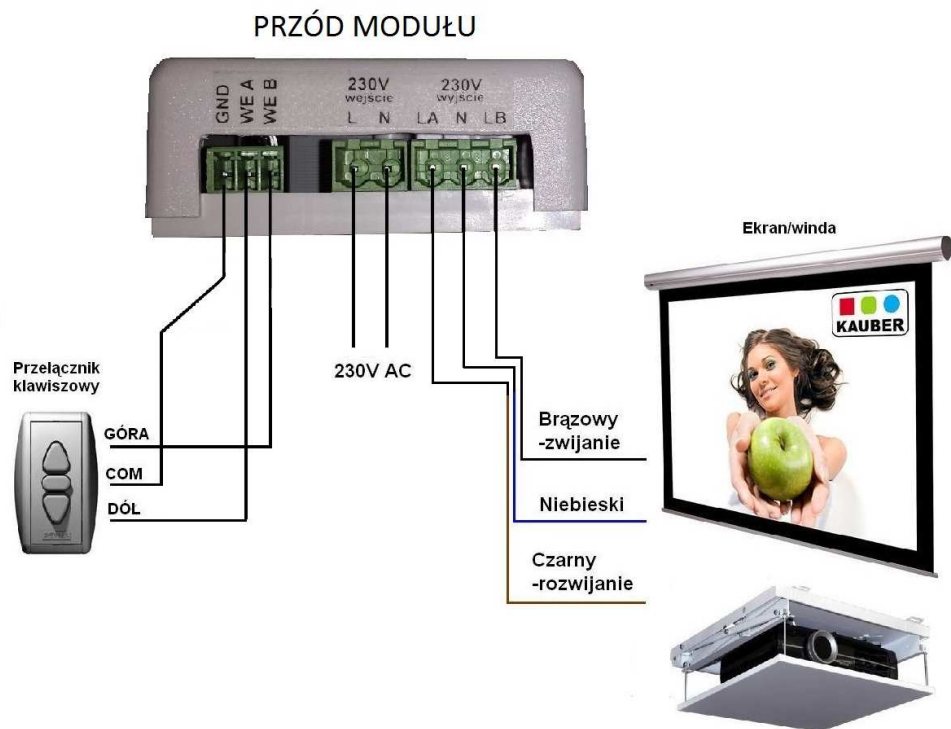 PRZÓD MODUŁU
GND
WE A
WE B
230V
wejście
L N
230V
wyjście
LA N LB
Ekran/winda
KAUBER
230V AC
Przełącznik
klawiszowy
GÓRA
COM
DÓL
Brązowy
-zwijanie
Niebieski
Czarny
-rozwijanie